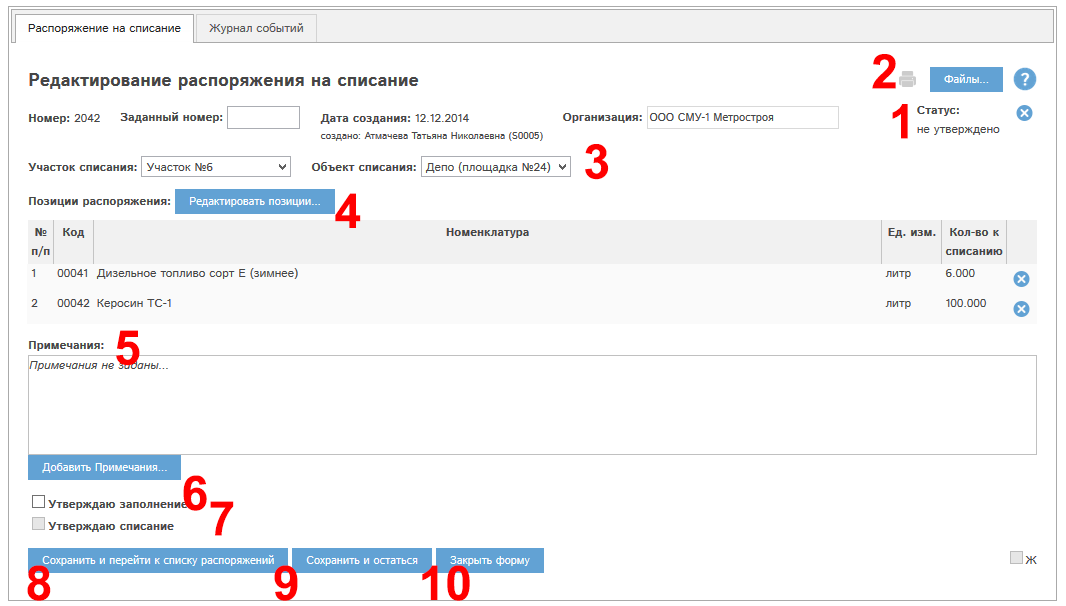 Распоряжение на списание Журнал событий
Редактирование распоряжения на списание 2 Файлы... ?
Номер: 2042 Заданный номер: Дата создания: 12.12.2014 Организация: ООО СМУ-1 Метростроя 1 Статус:
создано: Атмачева Татьяна Николаевна (S0005) не утверждено
Участок списания: Участок №6 Объект списания: Депо (площадка №24) 3
Позиции распоряжения: Редактировать позиции... 4
№ п/п Код Номенклатура Ед. изм. Кол-во к списанию
1 00041 Дизельное топливо сорт Е (зимнее) литр 6.000
2 00042 Керосин ТС-1 литр 100.000
Примечания: 5
Примечания не заданы...
Добавить Примечания... 6
Утверждаю заполнение 7
Утверждаю списание
Сохранить и перейти к списку распоряжений Сохранить и остаться Закрыть форму Ж
8 9 10